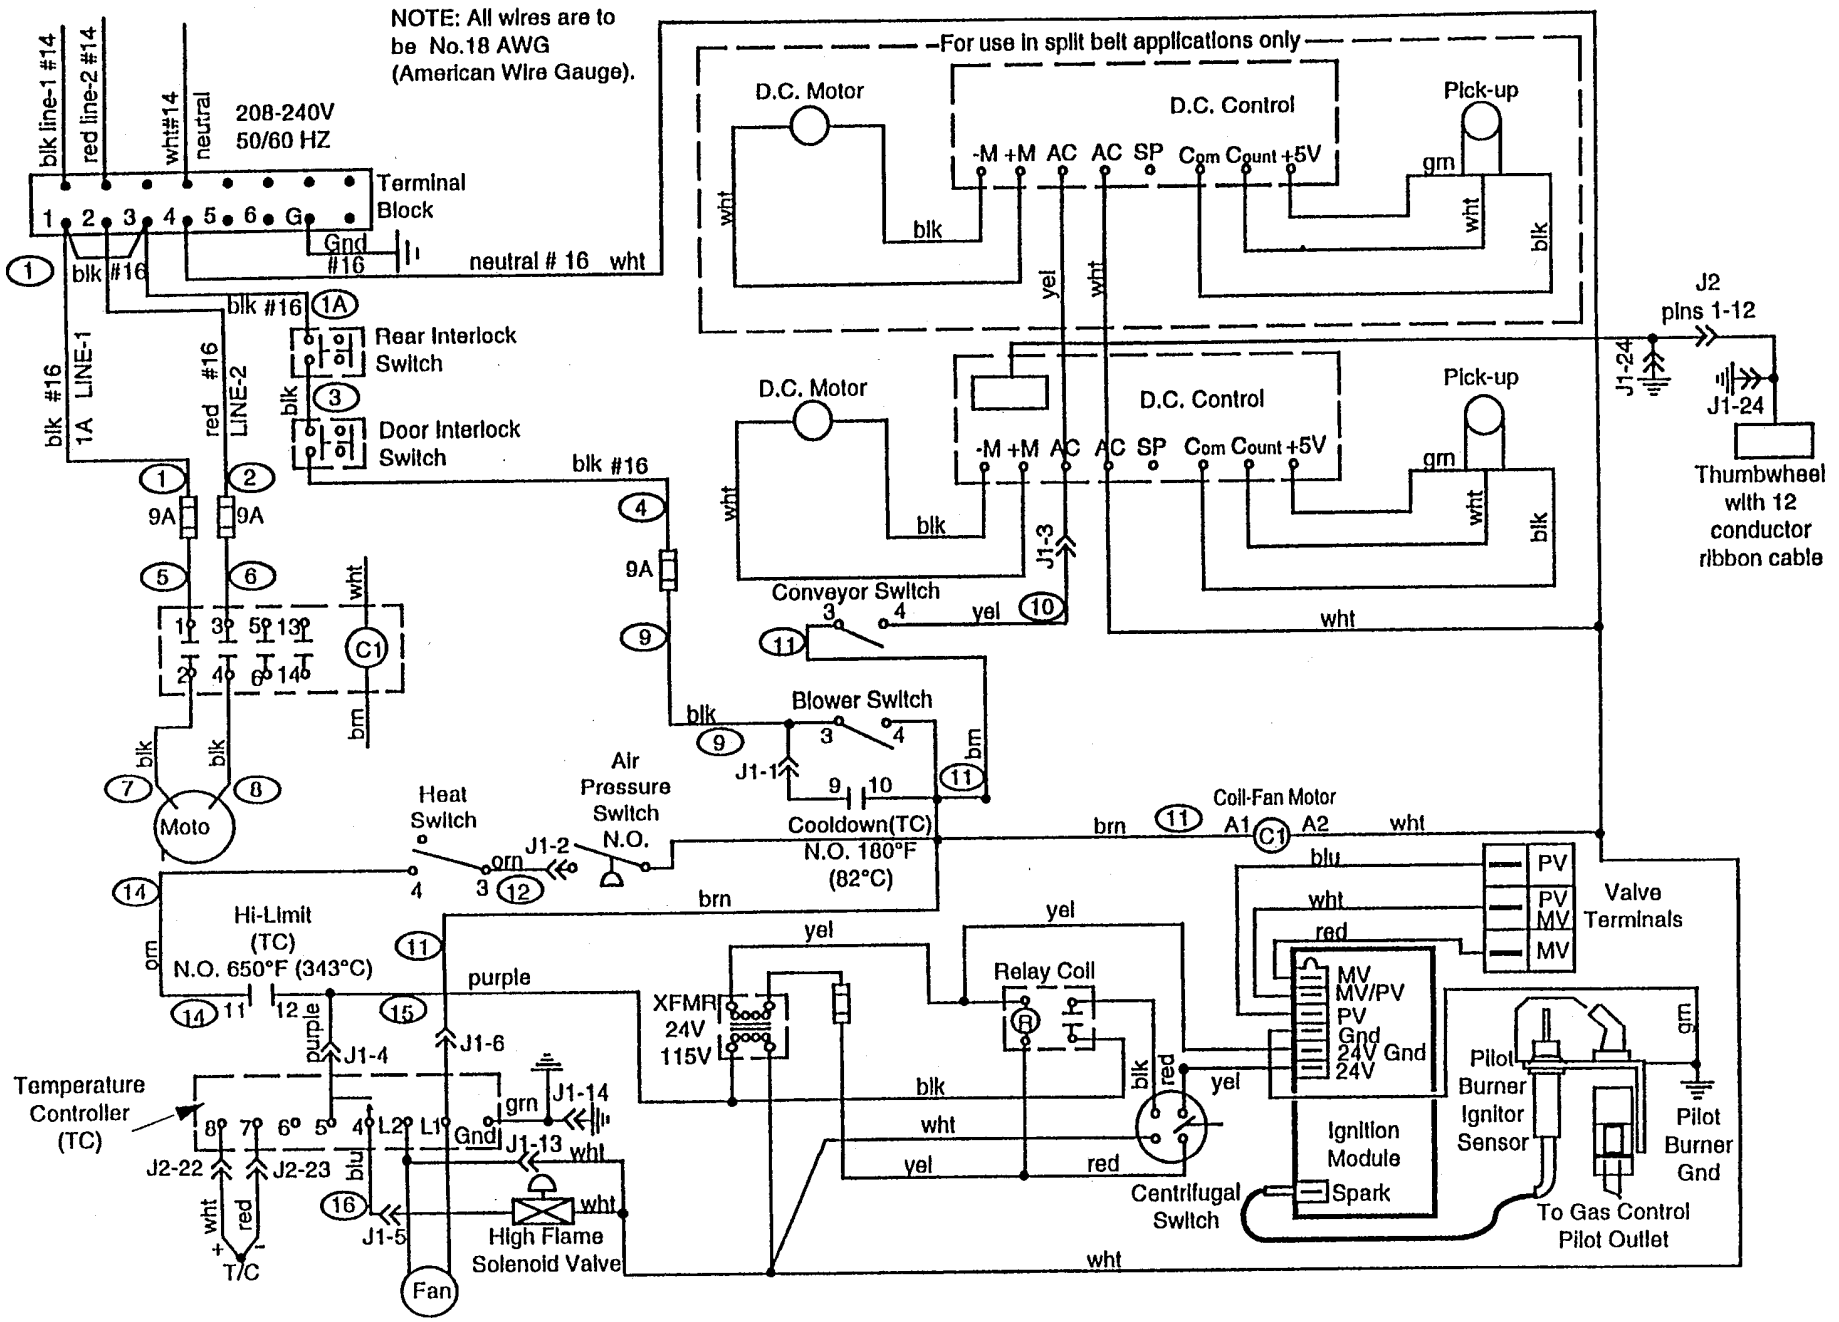 NOTE: All wires are to
be No.18 AWG
(American Wire Gauge).
blk line-1 #14
red line-2 #14
wht#14
neutral
208-240V
50/60 HZ
Terminal
Block
1 2 3 4 5 6 G
Gnd
#16
1
blk #16
neutral # 16 wht
blk #16
1A
Rear Interlock
Switch
blk
3
Door Interlock
Switch
blk #16
1A LINE-1
red #16
LINE-2
blk #16
1
2
9A
9A
5
6
4
9A
9
1 3 5 13
2 4 6 14
wht
C1
brn
blk
blk
7
8
Moto
For use in split belt applications only
D.C. Motor
D.C. Control
Pick-up
-M +M AC AC SP Com Count +5V
grn
wht
blk
wht
blk
yel
wht
J2
pins 1-12
J1-24
J1-24
Thumbwheel
with 12
conductor
ribbon cable
D.C. Motor
D.C. Control
Pick-up
-M +M AC AC SP Com Count +5V
grn
wht
blk
wht
blk
J1-3
Conveyor Switch
3 4
yel
10
11
wht
Blower Switch
3 4
blk
9
J1-1
brn
11
9 10
Cooldown(TC)
N.O. 180°F
(82°C)
Air
Pressure
Switch
N.O.
Heat
Switch
4 3
orn
12
J1-2
brn
11
Coil-Fan Motor
A1 C1 A2
wht
14
orn
Hi-Limit
(TC)
N.O. 650°F (343°C)
14
11 12
15
purple
purple
J1-4
11
brn
J1-6
Temperature
Controller
(TC)
8 7 6 5 4 L2 L1 Gnd
grn
J1-14
J1-13
wht
J2-22
J2-23
wht
red
+ -
T/C
blu
16
J1-5
wht
High Flame
Solenoid Valve
Fan
yel
XFMR
24V
115V
yel
Relay Coil
R
blk
wht
yel
red
blk
red
yel
Centrifugal
Switch
wht
blu
wht
red
PV
PV
MV
MV
Valve
Terminals
MV
MV/PV
PV
Gnd
24V Gnd
24V
Ignition
Module
Spark
Pilot
Burner
Ignitor
Sensor
grn
Pilot
Burner
Gnd
To Gas Control
Pilot Outlet